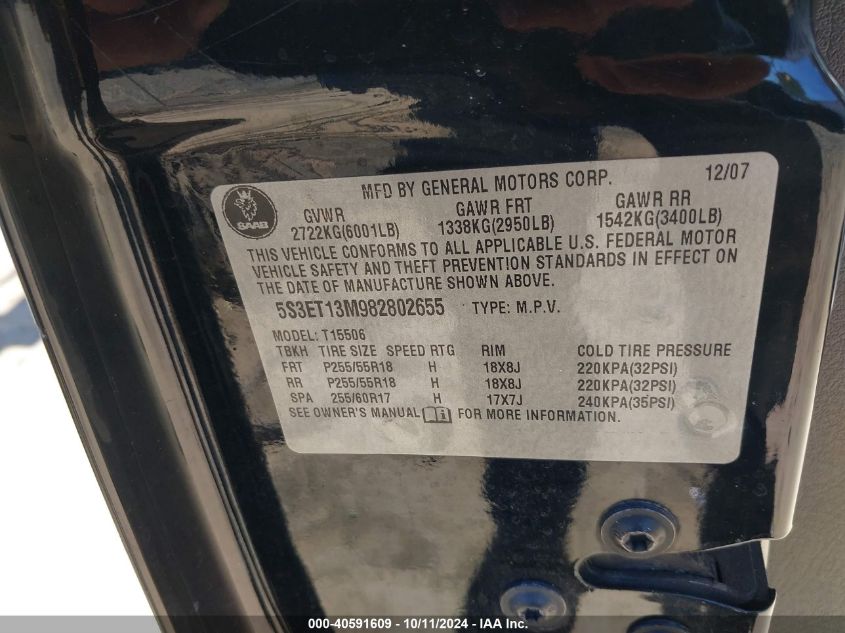 MFD BY GENERAL MOTORS CORP. 12/07
SAAB
GVWR GAWR FRT GAWR RR
2722KG(6001LB) 1338KG(2950LB) 1542KG(3400LB)
THIS VEHICLE CONFORMS TO ALL APPLICABLE U.S. FEDERAL MOTOR
VEHICLE SAFETY AND THEFT PREVENTION STANDARDS IN EFFECT ON
THE DATE OF MANUFACTURE SHOWN ABOVE.
5S3ET13M982802655 TYPE: M.P.V.
MODEL: T15506
TBKH TIRE SIZE SPEED RTG RIM COLD TIRE PRESSURE
FRT P255/55R18 H 18X8J 220KPA(32PSI)
RR P255/55R18 H 18X8J 220KPA(32PSI)
SPA 255/60R17 H 17X7J 240KPA(35PSI)
SEE OWNER'S MANUAL i FOR MORE INFORMATION.
000-40591609 - 10/11/2024 - IAA Inc.